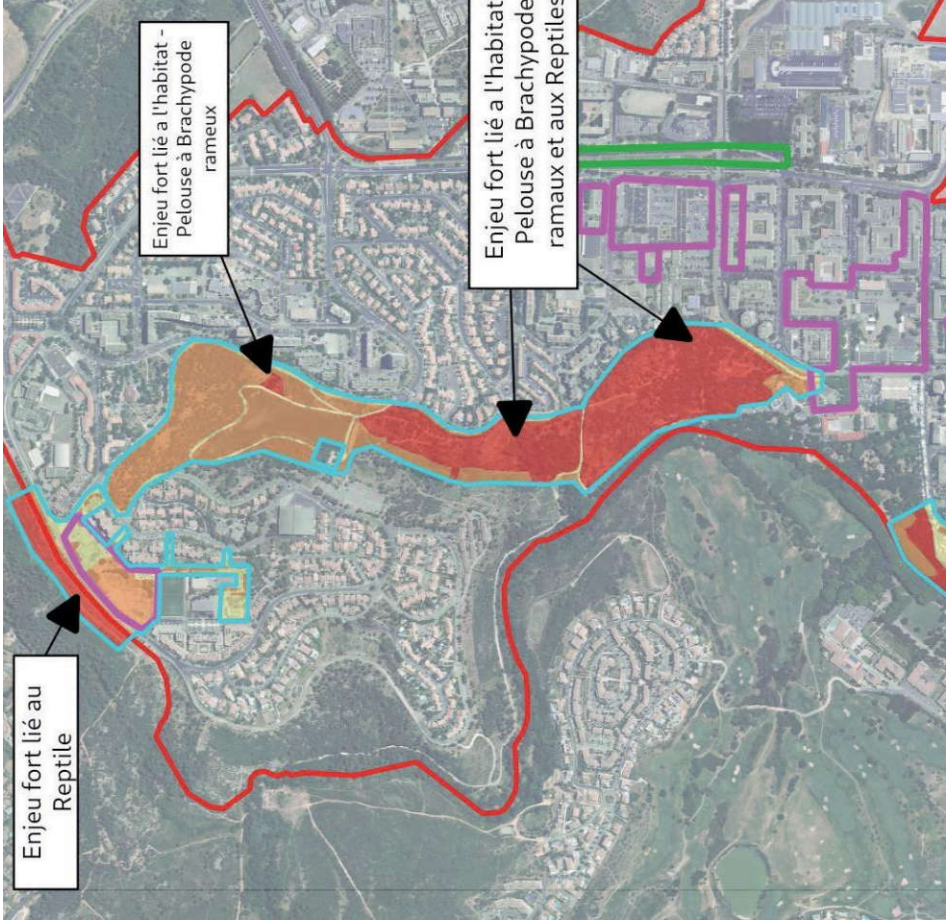 Enjeu fort lié au
Reptile
Enjeu fort lié a l'habitat -
Pelouse à Brachypode
rameux
Enjeu fort lié a l'habitat
Pelouse à Brachypode
ramaux et aux Reptiles